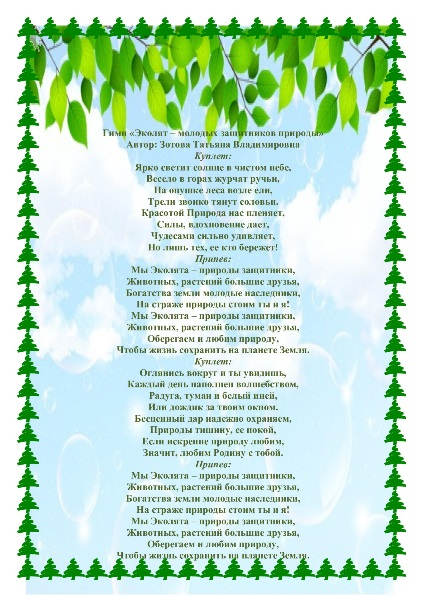 Гимн «Эколят – молодых защитников природы»
Автор: Зотова Татьяна Владимировна
Куплет:
Ярко светит солнце в чистом небе,
Весело в горах журчат ручьи,
На опушке леса возле ели,
Трели звонко тянут соловьи.
Красотой Природа нас пленяет,
Силы, вдохновение дает,
Чудесами сильно удивляет,
Но лишь тех, ее кто бережет!
Припев:
Мы Эколята – природы защитники,
Животных, растений большие друзья,
Богатства земли молодые наследники,
На страже природы стоим ты и я!
Мы Эколята – природы защитники,
Животных, растений большие друзья,
Оберегаем и любим природу,
Чтобы жизнь сохранить на планете Земля.
Куплет:
Оглянись вокруг и ты увидишь,
Каждый день наполнен волшебством,
Радуга, туман и белый иней,
Или дождик за твоим окном.
Бесценный дар надежно охраняем,
Природы тишину, ее покой,
Если искренне природу любим,
Значит, любим Родину с тобой.
Припев:
Мы Эколята – природы защитники,
Животных, растений большие друзья,
Богатства земли молодые наследники,
На страже природы стоим ты и я!
Мы Эколята – природы защитники,
Животных, растений большие друзья,
Оберегаем и любим природу,
Чтобы жизнь сохранить на планете Земля.